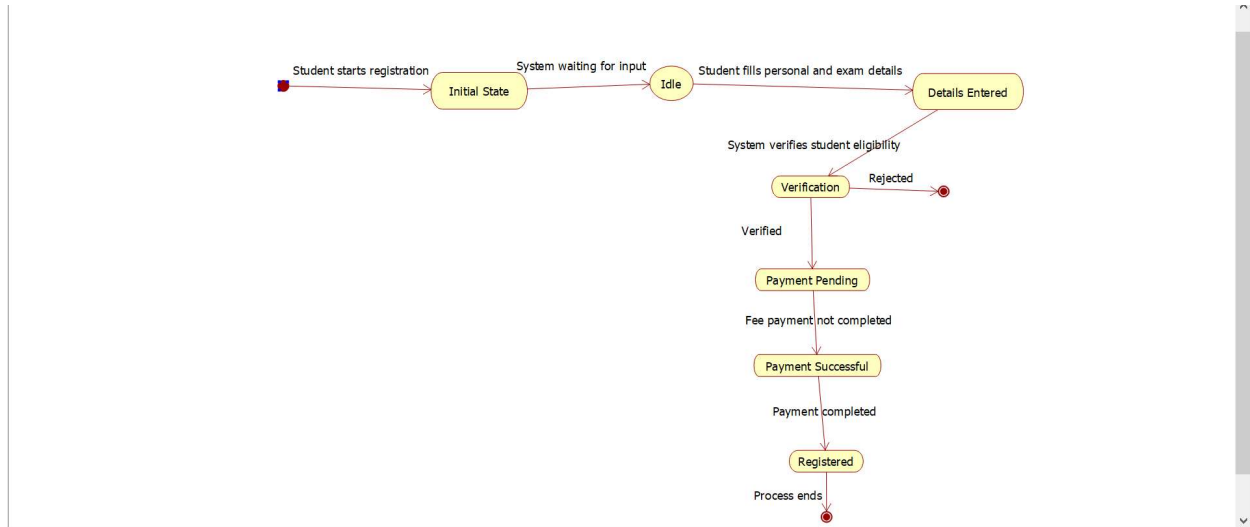 Student starts registration
Initial State
System waiting for input
Idle
Student fills personal and exam details
Details Entered
System verifies student eligibility
Verification
Rejected
Verified
Payment Pending
Fee payment not completed
Payment Successful
Payment completed
Registered
Process ends